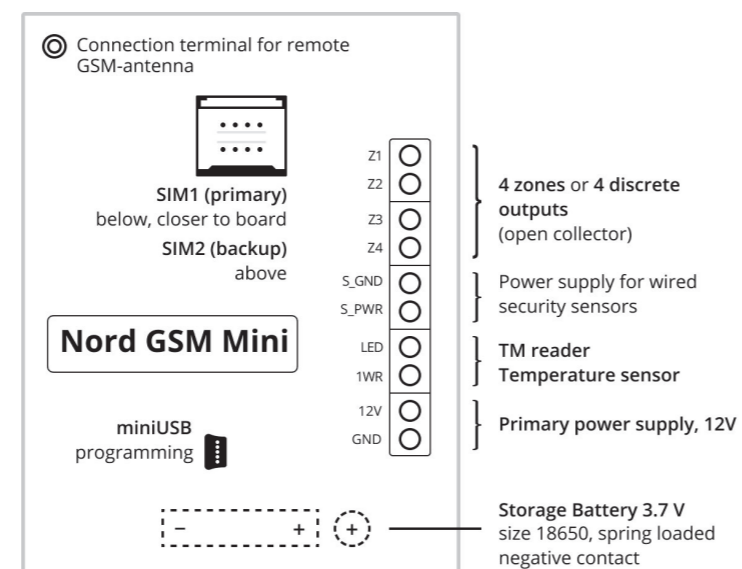 Connection terminal for remote
GSM-antenna
SIM1 (primary)
below, closer to board
SIM2 (backup)
above
Z1
Z2
Z3
Z4
S_GND
S_PWR
LED
1WR
12V
GND
4 zones or 4 discrete
outputs
(open collector)
Power supply for wired
security sensors
TM reader
Temperature sensor
Primary power supply, 12V
Nord GSM Mini
miniUSB
programming
− +
+
Storage Battery 3.7 V
size 18650, spring loaded
negative contact